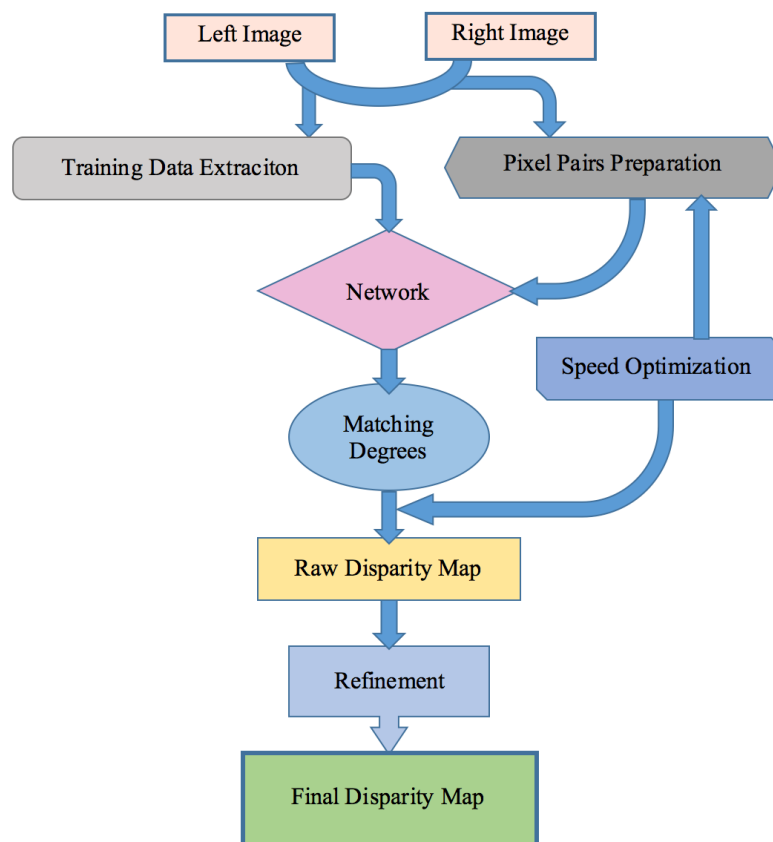 Left Image
Right Image
Training Data Extraciton
Pixel Pairs Preparation
Network
Speed Optimization
Matching
Degrees
Raw Disparity Map
Refinement
Final Disparity Map